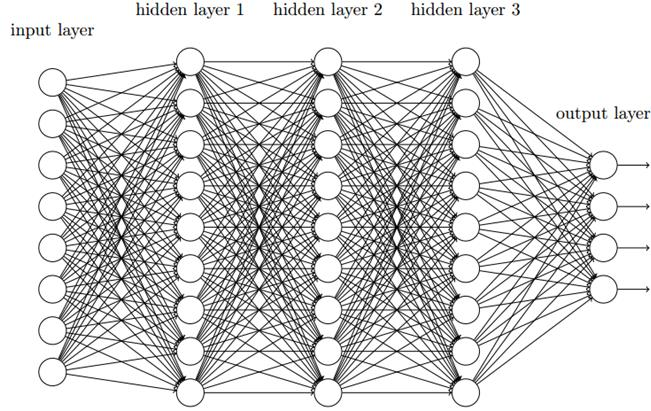 hidden layer 1
hidden layer 2
hidden layer 3
input layer
output layer